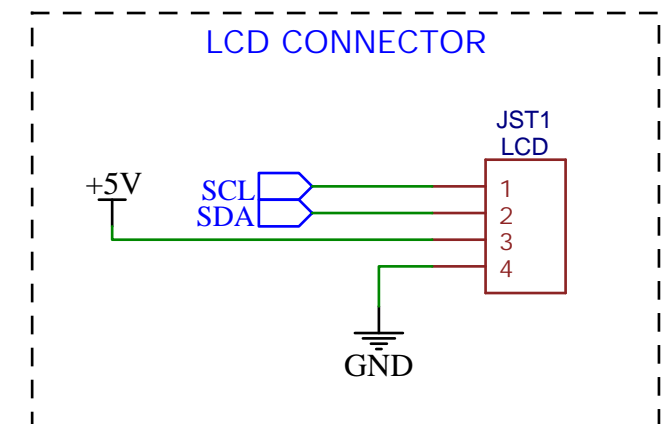 LCD CONNECTOR
JST1
LCD
+5V
SCL
SDA
1
2
3
4
GND